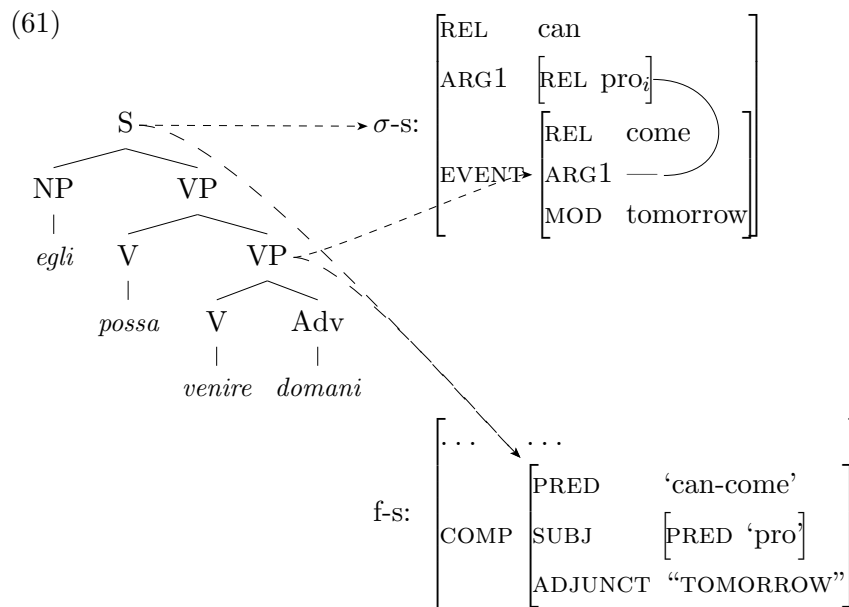 (61)
REL can
ARG1 [REL proᵢ]
S
σ-s:
REL come
NP VP
EVENT ARG1 —
MOD tomorrow
egli V VP
possa V Adv
venire domani
... ...
PRED ‘can-come’
f-s: COMP SUBJ [PRED ‘pro’]
ADJUNCT “TOMORROW”